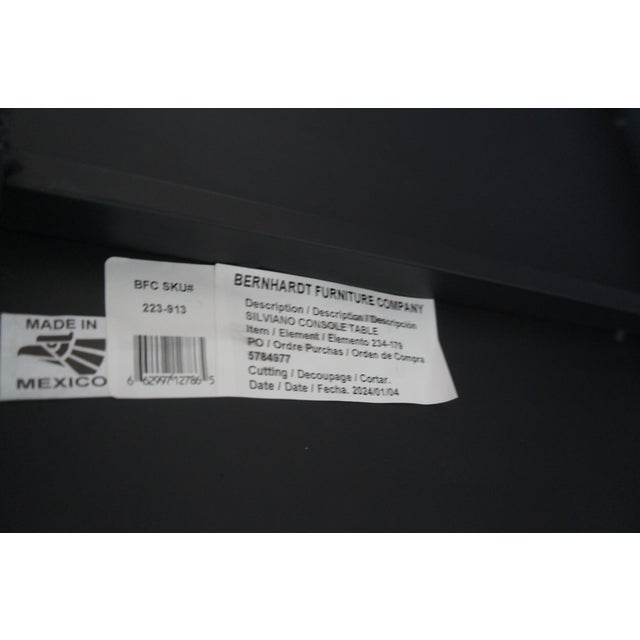 MADE IN
MEXICO
BFC SKU#
223-913
6 62997 12786 5
BERNHARDT FURNITURE COMPANY
Description / Description / Descripción
SILVIANO CONSOLE TABLE
Item / Element / Elemento 234-179
PO / Ordre Purchas / Orden de Compra
5784977
Cutting / Decoupage / Cortar.
Date / Date / Fecha. 2024/01/04